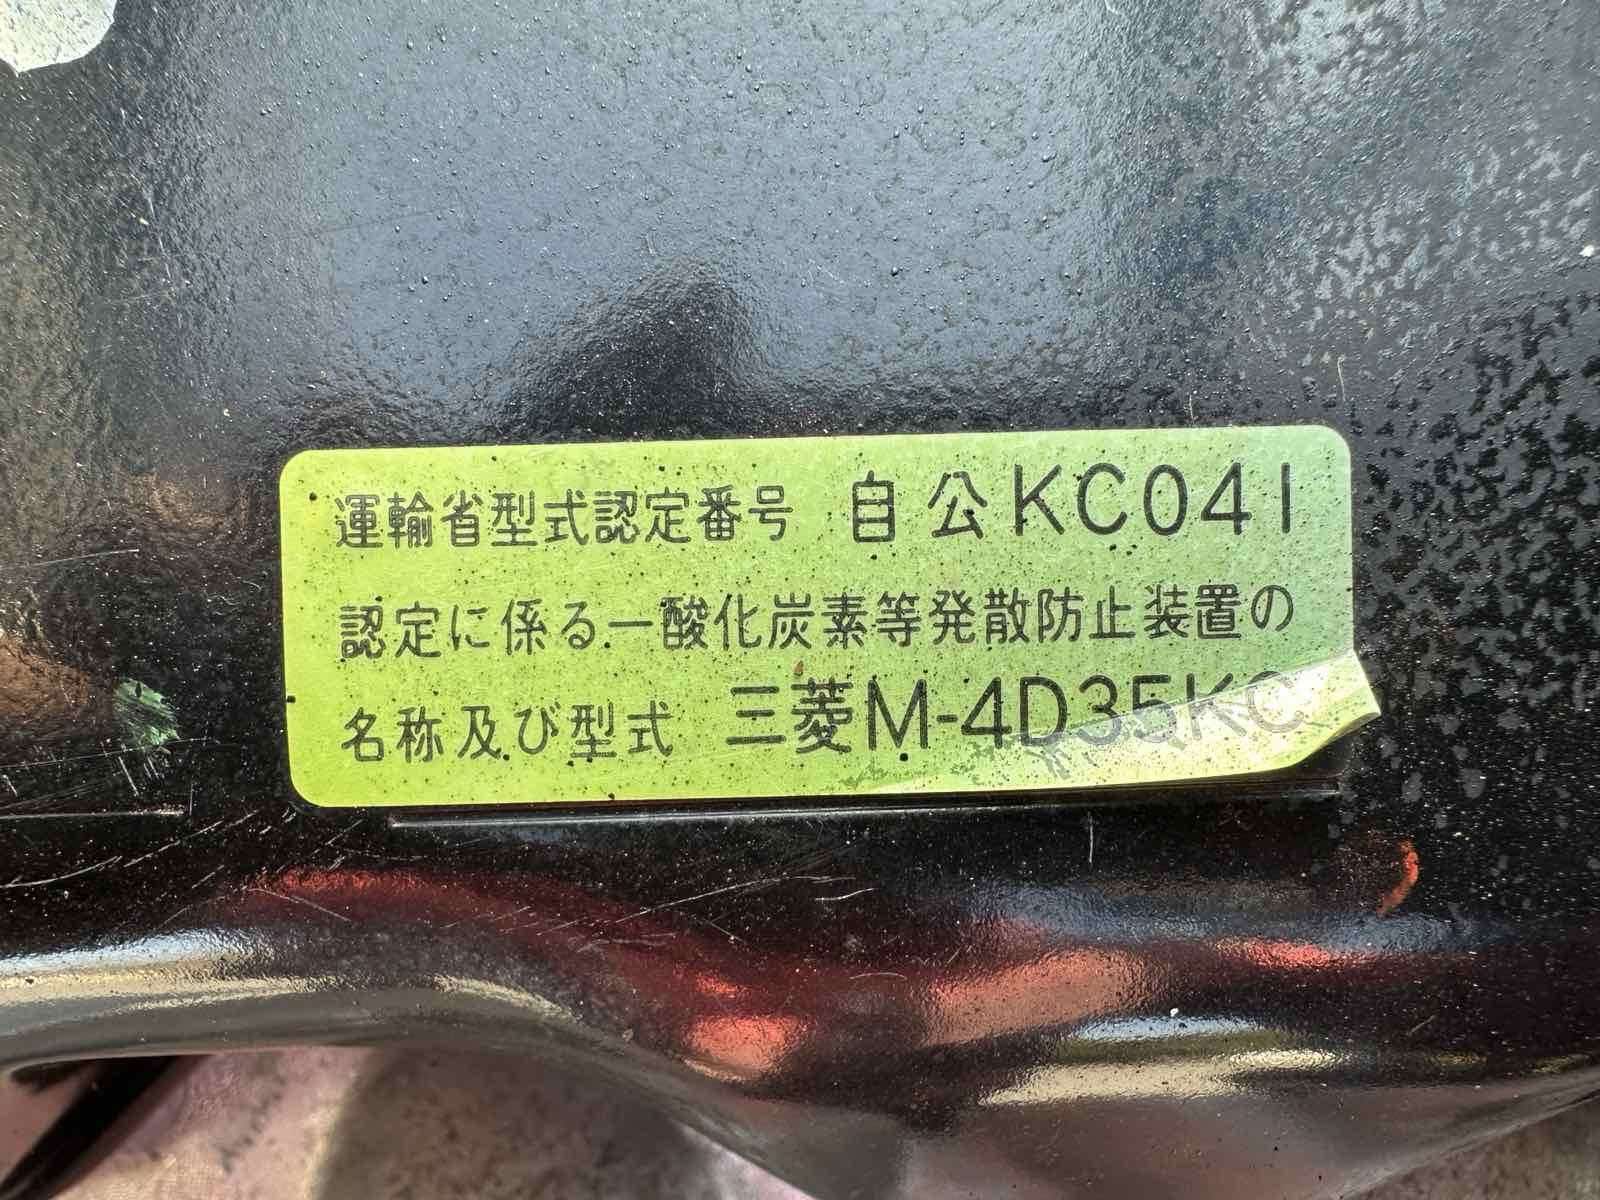 運輸省型式認定番号 自公KC041
認定に係る一酸化炭素等発散防止装置の
名称及び型式 三菱M-4D35KC